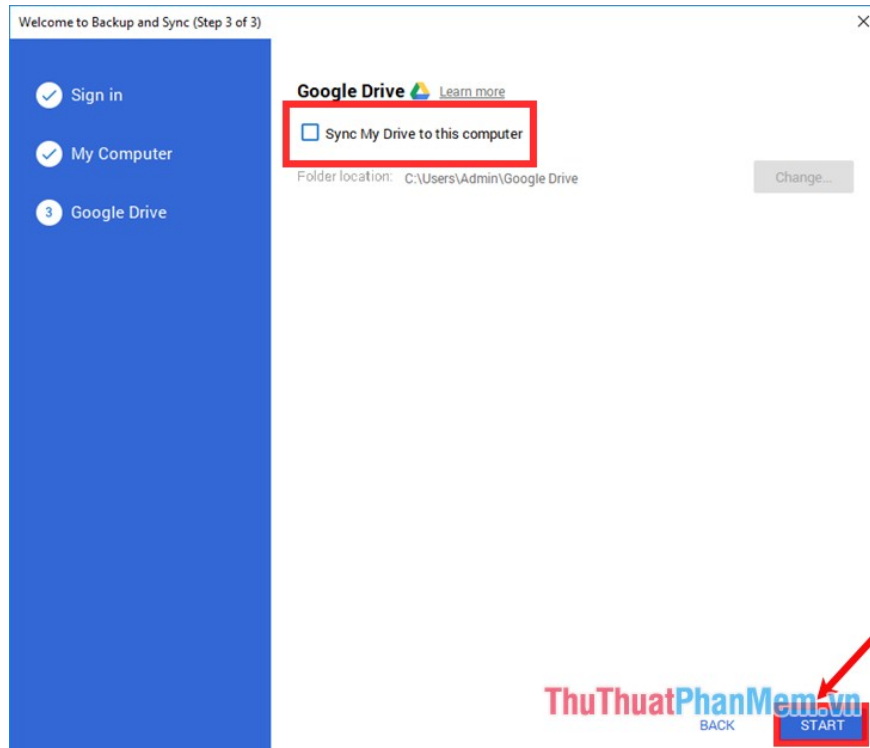 Welcome to Backup and Sync (Step 3 of 3)
Sign in
My Computer
3 Google Drive
Google Drive Learn more
Sync My Drive to this computer
Folder location: C:\Users\Admin\Google Drive
Change...
ThuThuatPhanMem.vn
BACK START